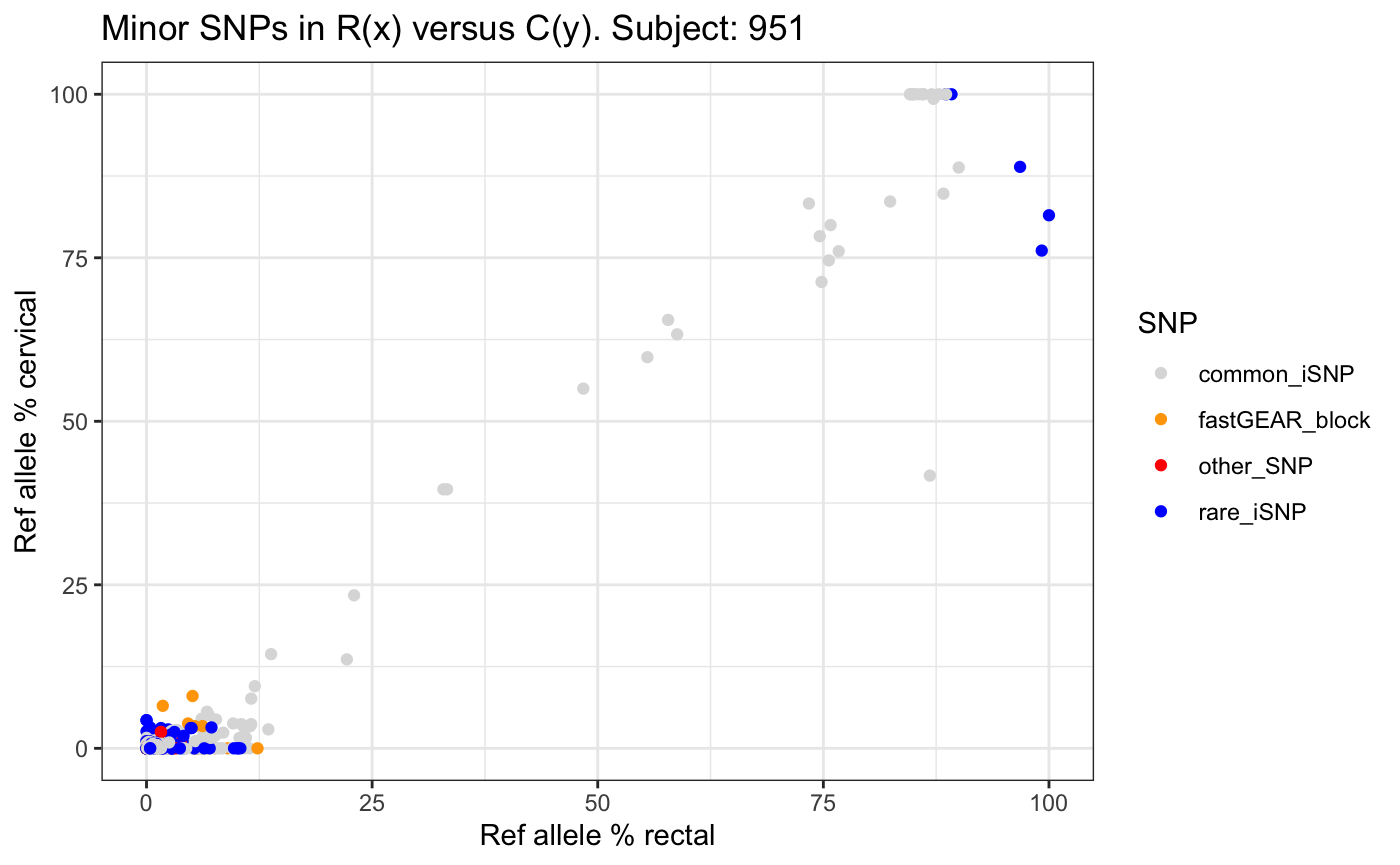 Minor SNPs in R(x) versus C(y). Subject: 951
100
75
50
25
0
Ref allele % cervical
0 25 50 75 100
Ref allele % rectal
SNP
common_iSNP
fastGEAR_block
other_SNP
rare_iSNP